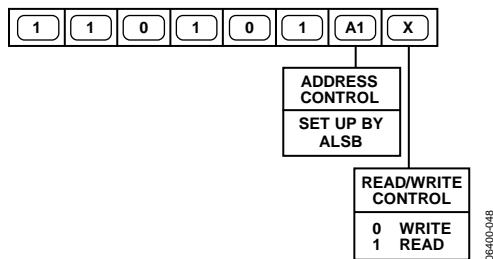 1 1 0 1 0 1 A1 X
ADDRESS
CONTROL
SET UP BY
ALSB
READ/WRITE
CONTROL
0 WRITE
1 READ
06400-048